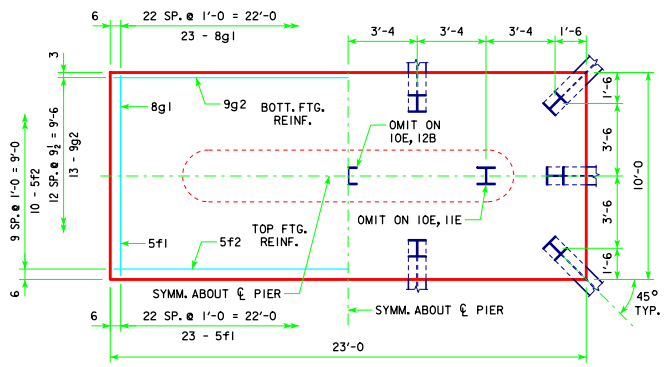 6
22 SP.@ 1'-0 = 22'-0
23 - 8g1
3'-4
3'-4
3'-4
1'-6
3
12 SP.@ 9½ = 9'-6
13 - 9g2
9 SP.@ 1'-0 = 9'-0
10 - 5f2
6
8g1
9g2
BOTT. FTG.
REINF.
OMIT ON
10E, 12B
1'-6
3'-6
10'-0
3'-6
1'-6
OMIT ON 10E, 11E
TOP FTG.
REINF.
5f1
5f2
SYMM. ABOUT ℄ PIER
SYMM. ABOUT ℄ PIER
45°
TYP.
6
22 SP.@ 1'-0 = 22'-0
23 - 5f1
23'-0